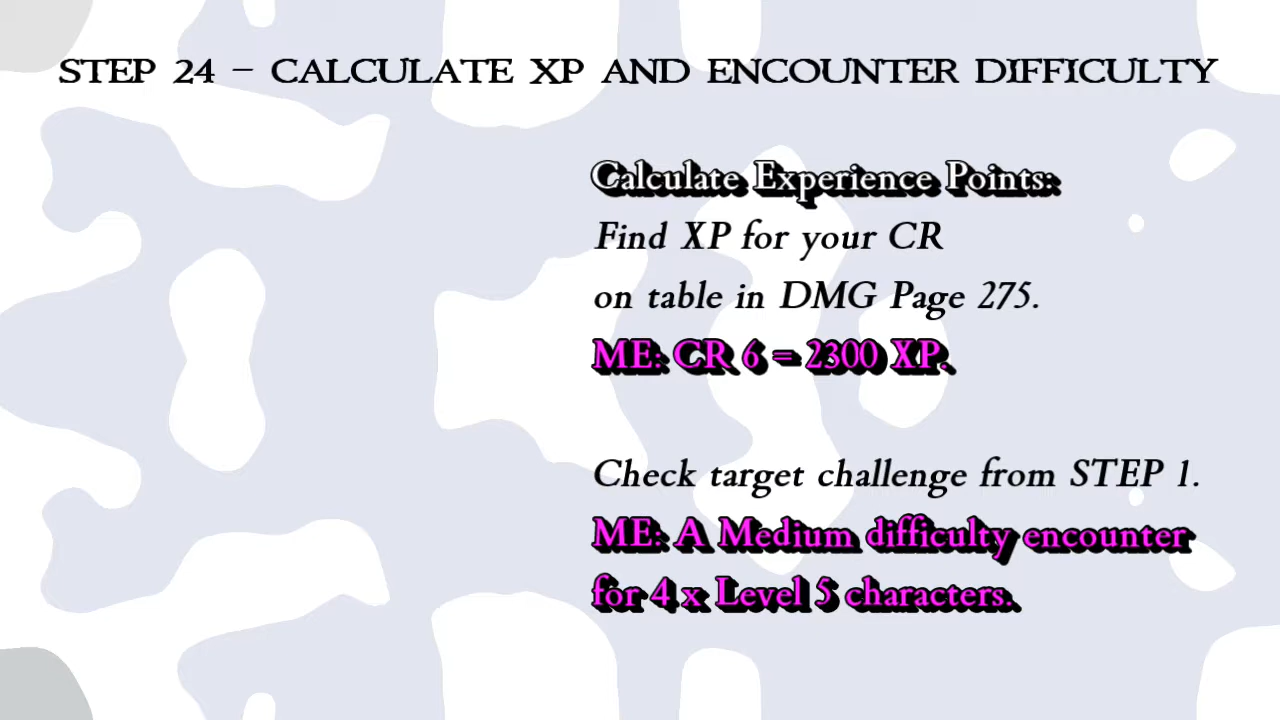 STEP 24 - CALCULATE XP AND ENCOUNTER DIFFICULTY
Calculate Experience Points:
Find XP for your CR
on table in DMG Page 275.
ME: CR 6 = 2300 XP.
Check target challenge from STEP 1.
ME: A Medium difficulty encounter
for 4 x Level 5 characters.